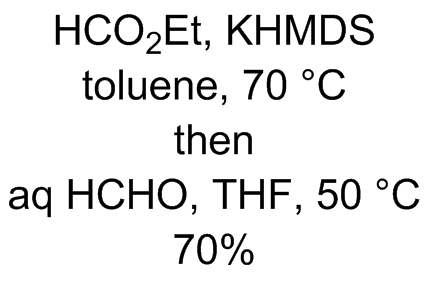 HCO₂Et, KHMDS
toluene, 70 °C
then
aq HCHO, THF, 50 °C
70%